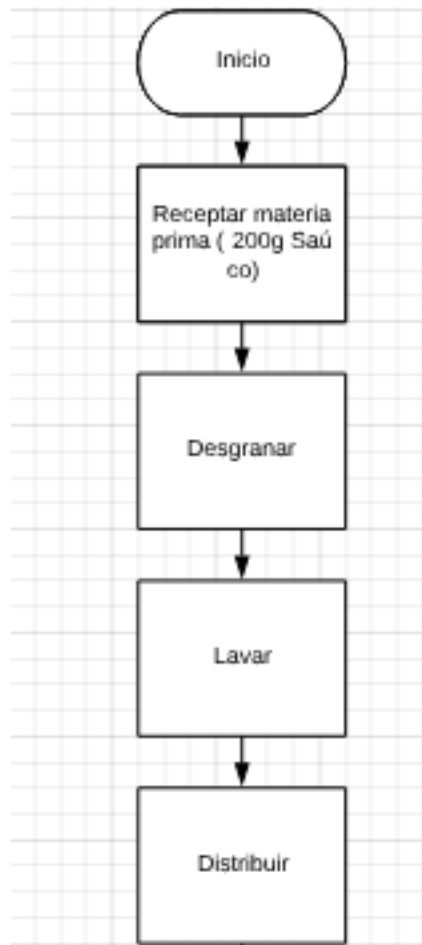 Inicio
Receptar materia
prima ( 200g Saú
co)
Desgranar
Lavar
Distribuir